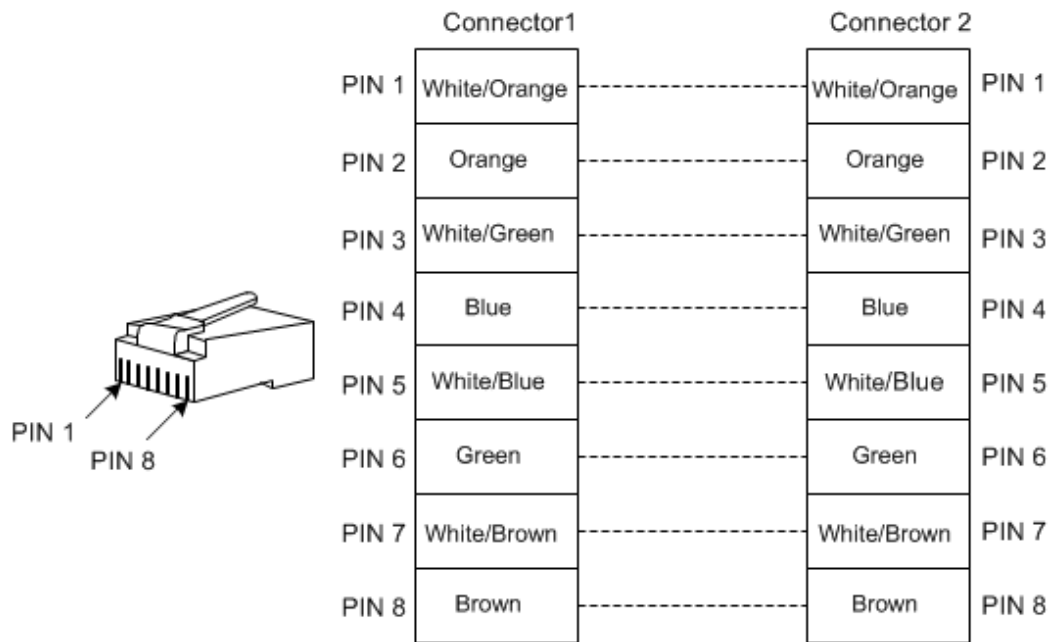 Connector1 Connector 2
PIN 1 White/Orange White/Orange PIN 1
PIN 2 Orange Orange PIN 2
PIN 3 White/Green White/Green PIN 3
PIN 4 Blue Blue PIN 4
PIN 5 White/Blue White/Blue PIN 5
PIN 6 Green Green PIN 6
PIN 7 White/Brown White/Brown PIN 7
PIN 8 Brown Brown PIN 8
PIN 1
PIN 8